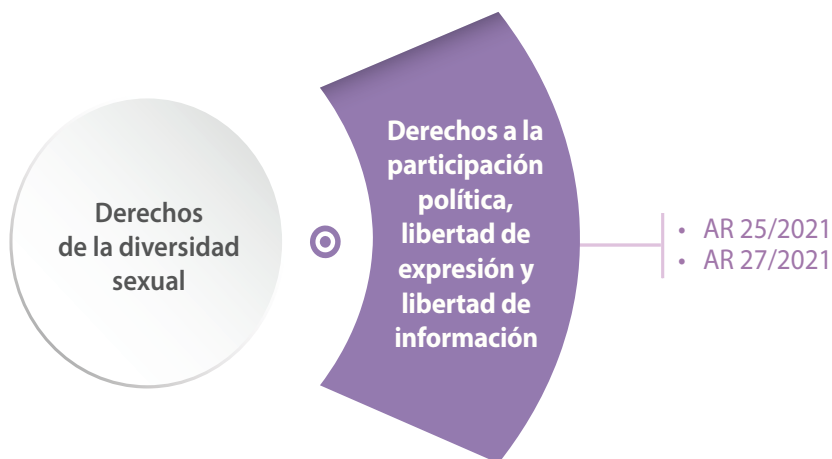 Derechos
de la diversidad
sexual
Derechos a la
participación
política,
libertad de
expresión y
libertad de
información
• AR 25/2021
• AR 27/2021